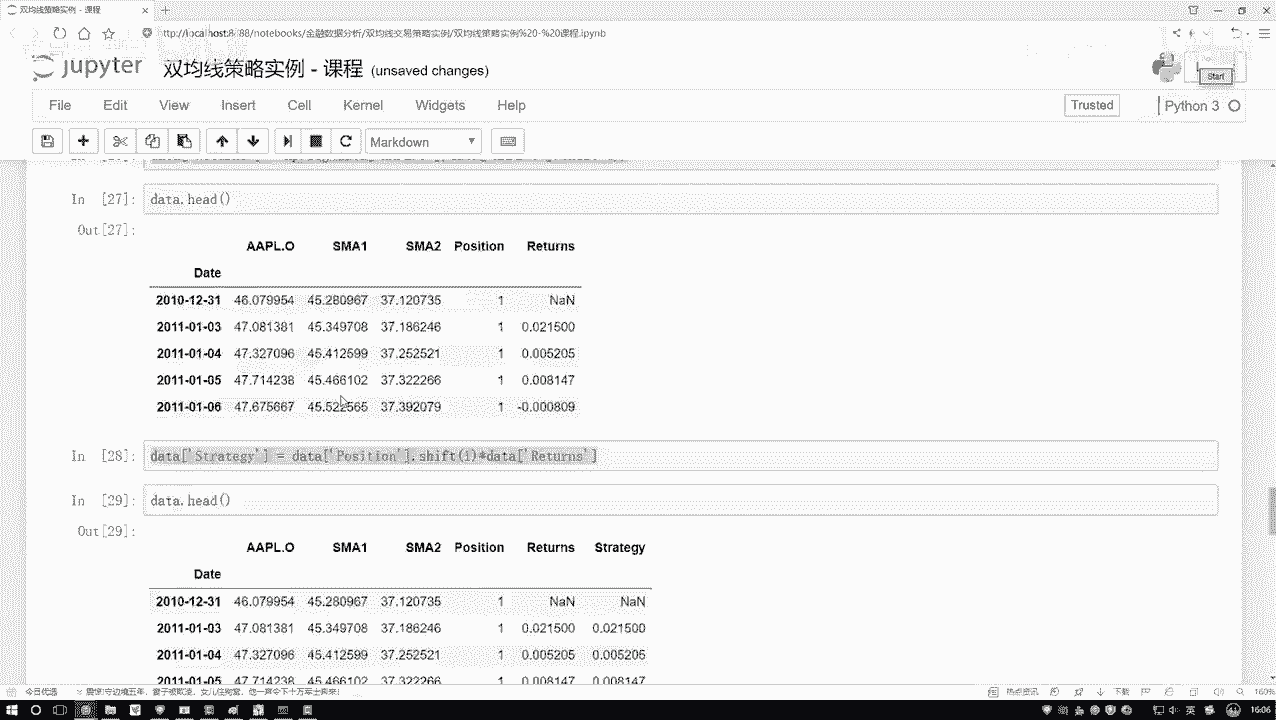 双均线策略实例 - 课程
ttp://localhost:8888/notebooks/金融数据分析/双均线交易策略实例/双均线策略实例%20-%20课程.ipynb
jupyter 双均线策略实例 - 课程 (unsaved changes)
Start
File Edit View Insert Cell Kernel Widgets Help
Trusted Python 3
Markdown
In [27]: data.head()
Out[27]:
AAPL.O SMA1 SMA2 Position Returns
Date
2010-12-31 46.079954 45.280967 37.120735 1 NaN
2011-01-03 47.081381 45.349708 37.186246 1 0.021500
2011-01-04 47.327096 45.412599 37.252521 1 0.005205
2011-01-05 47.714238 45.466102 37.322266 1 0.008147
2011-01-06 47.675667 45.522565 37.392079 1 -0.000809
In [28]: data['Strategy'] = data['Position'].shift(1)*data['Returns']
In [29]: data.head()
Out[29]:
AAPL.O SMA1 SMA2 Position Returns Strategy
Date
2010-12-31 46.079954 45.280967 37.120735 1 NaN NaN
2011-01-03 47.081381 45.349708 37.186246 1 0.021500 0.021500
2011-01-04 47.327096 45.412599 37.252521 1 0.005205 0.005205
2011-01-05 47.714238 45.466102 37.322266 1 0.008147 0.008147
今日优选
热点资讯 下载 160%
英 16:06